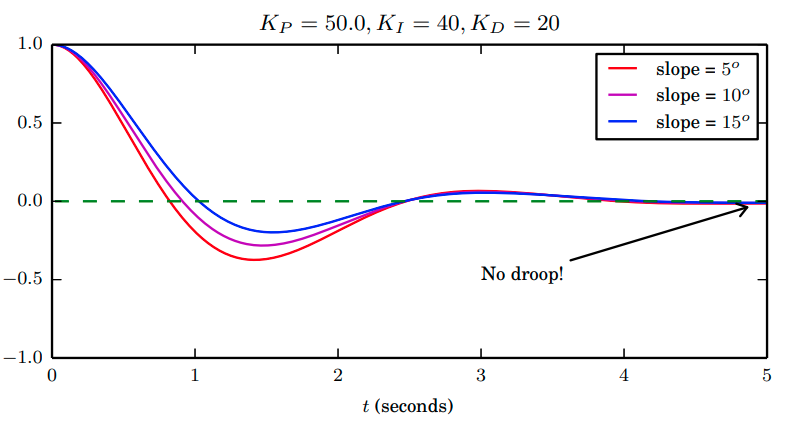 K_P = 50.0, K_I = 40, K_D = 20
1.0
slope = 5°
slope = 10°
slope = 15°
0.5
0.0
−0.5
No droop!
−1.0
0 1 2 3 4 5
t (seconds)